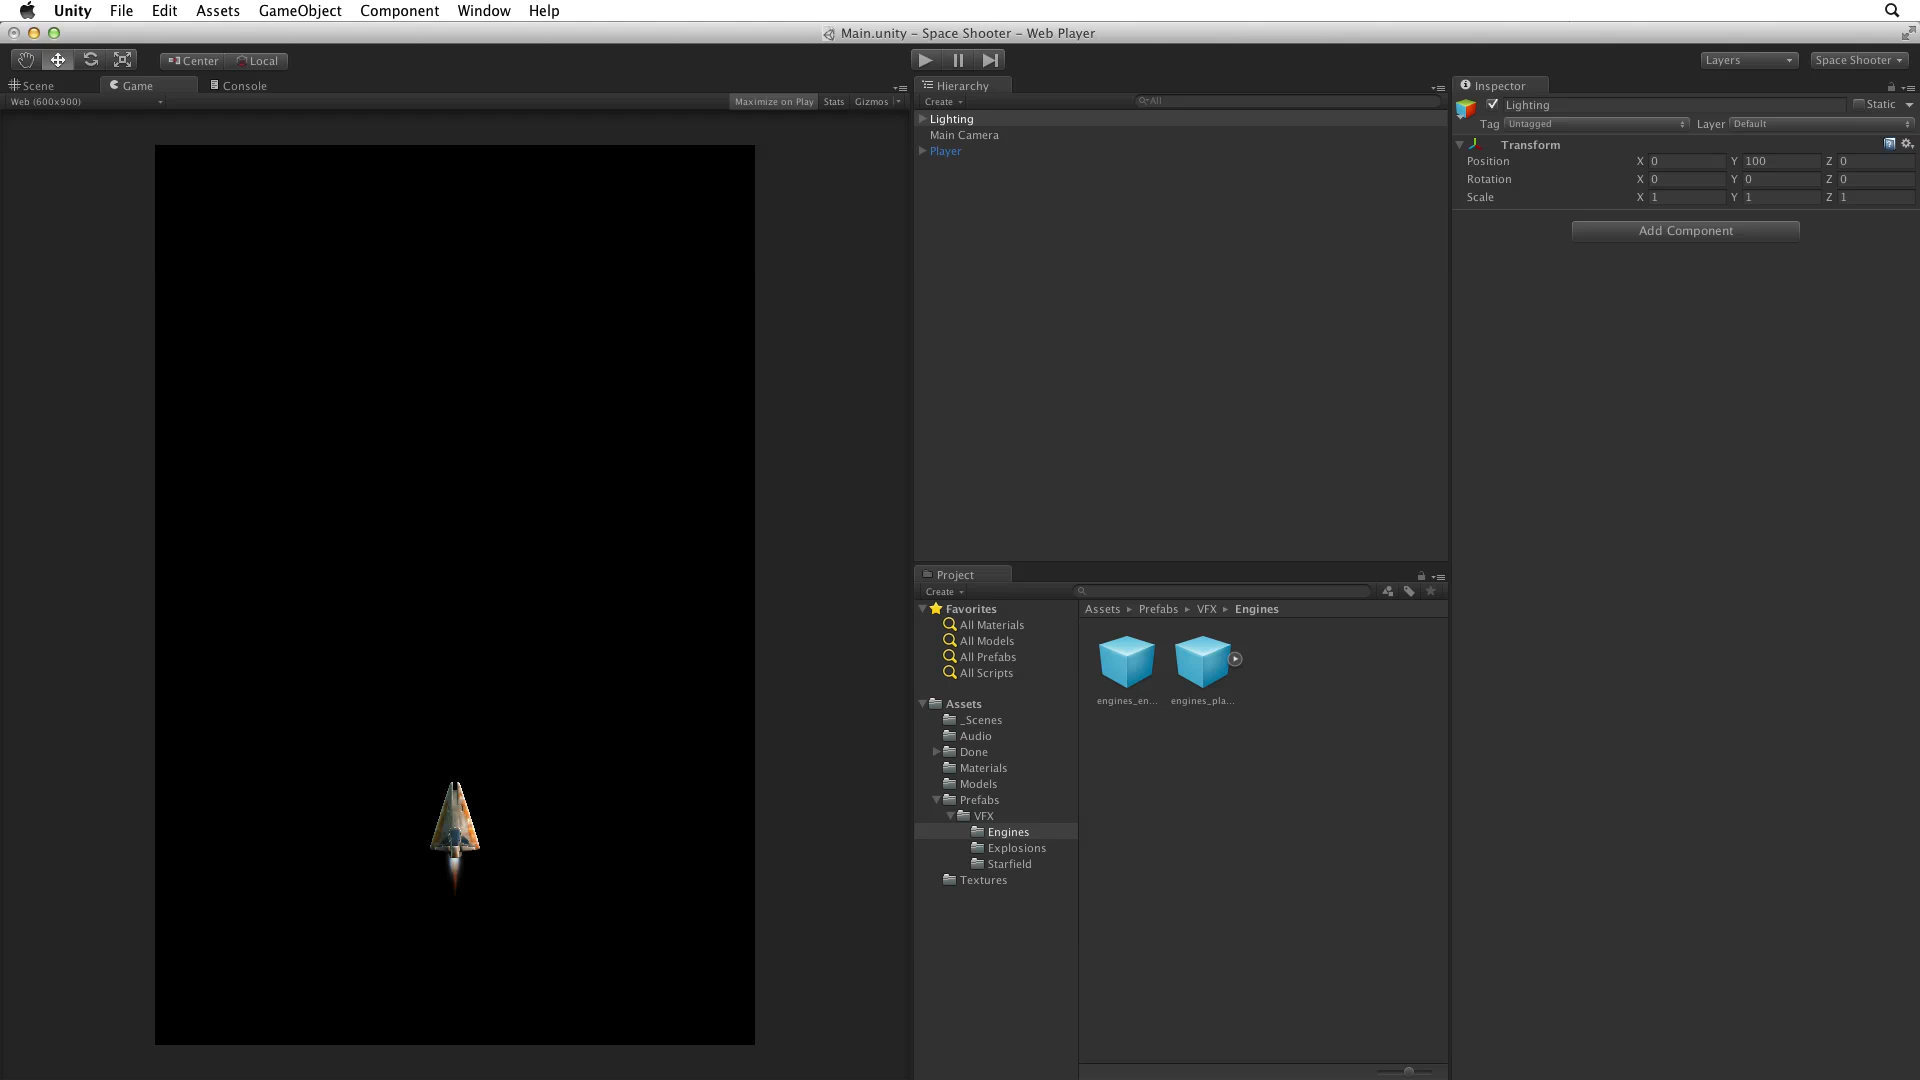 Unity File Edit Assets GameObject Component Window Help
Main.unity – Space Shooter – Web Player
Center Local
Layers Space Shooter
Scene Game Console
Web (600x900) Maximize on Play Stats Gizmos
Hierarchy
Create All
Lighting
Main Camera
Player
Project
Create
Favorites
All Materials
All Models
All Prefabs
All Scripts
Assets
_Scenes
Audio
Done
Materials
Models
Prefabs
VFX
Engines
Explosions
Starfield
Textures
Assets Prefabs VFX Engines
engines_en... engines_pla...
Inspector
Lighting Static
Tag Untagged Layer Default
Transform
Position X 0 Y 100 Z 0
Rotation X 0 Y 0 Z 0
Scale X 1 Y 1 Z 1
Add Component